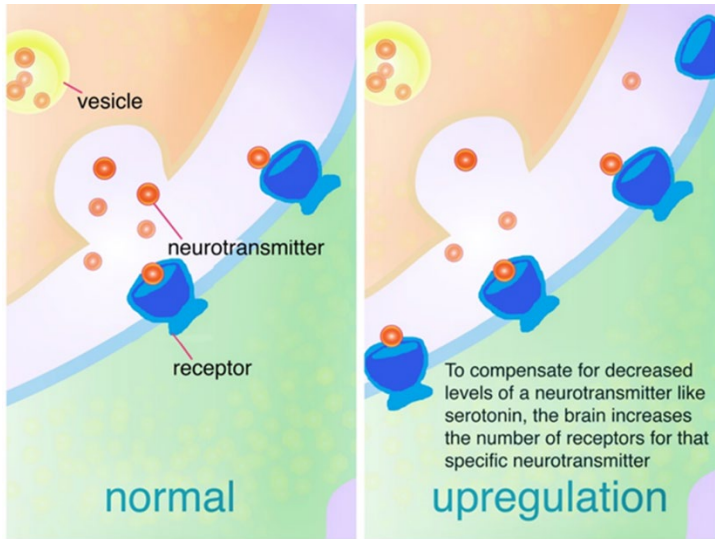 vesicle
neurotransmitter
receptor
normal
To compensate for decreased
levels of a neurotransmitter like
serotonin, the brain increases
the number of receptors for that
specific neurotransmitter
upregulation